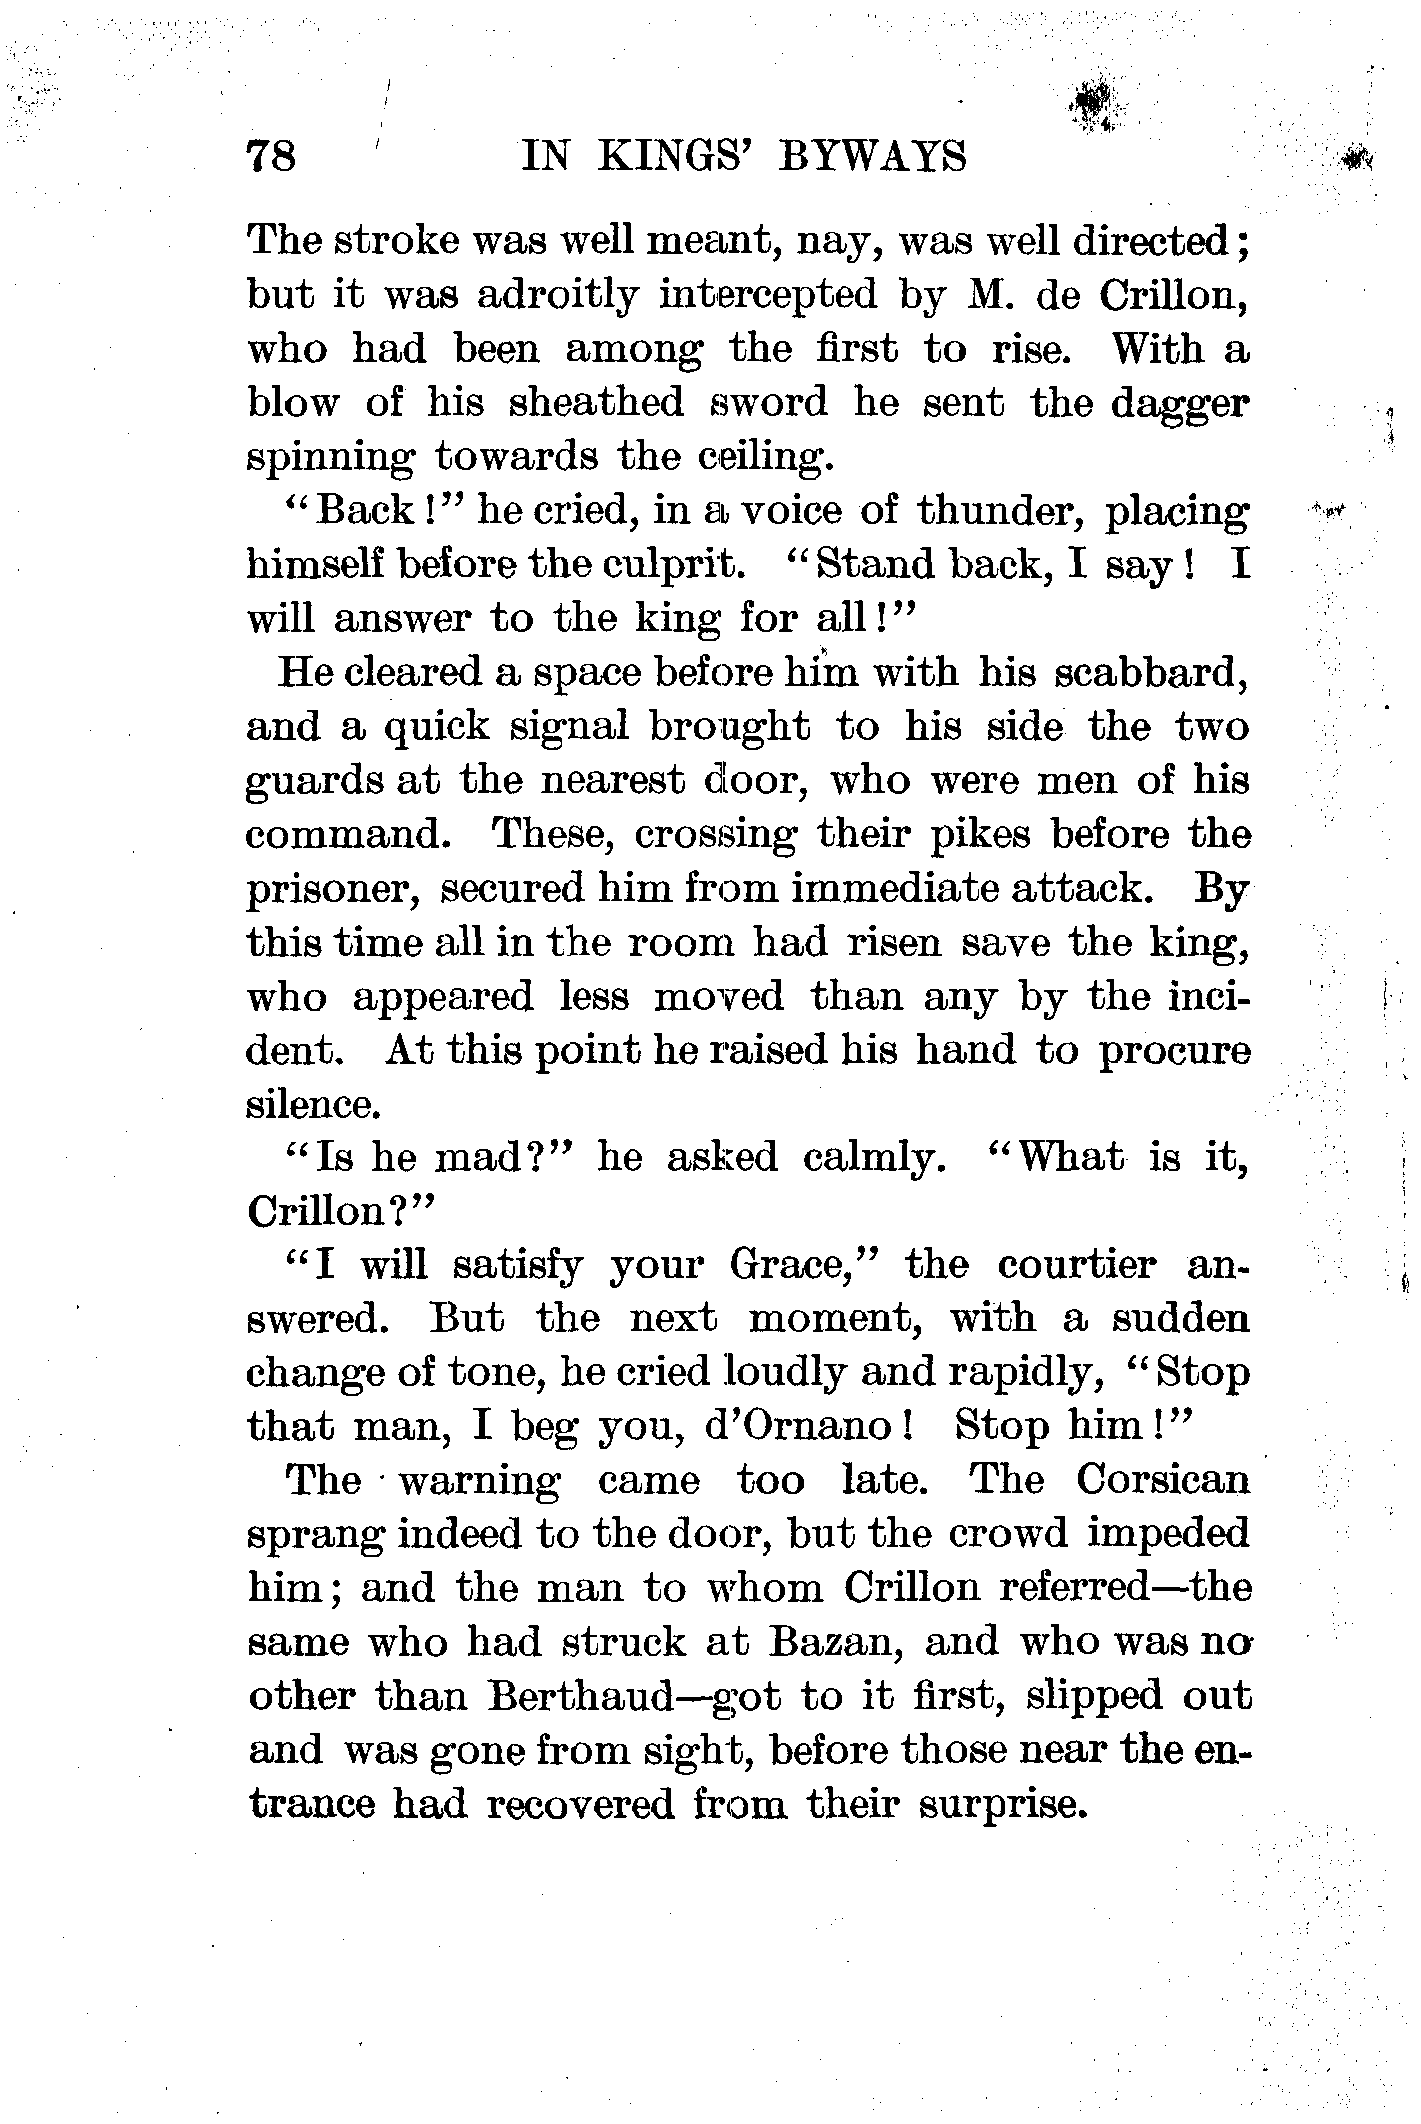 78 IN KINGS' BYWAYS
The stroke was well meant, nay, was well directed;
but it was adroitly intercepted by M. de Crillon,
who had been among the first to rise. With a
blow of his sheathed sword he sent the dagger
spinning towards the ceiling.
"Back!" he cried, in a voice of thunder, placing
himself before the culprit. "Stand back, I say! I
will answer to the king for all!"
He cleared a space before him with his scabbard,
and a quick signal brought to his side the two
guards at the nearest door, who were men of his
command. These, crossing their pikes before the
prisoner, secured him from immediate attack. By
this time all in the room had risen save the king,
who appeared less moved than any by the inci-
dent. At this point he raised his hand to procure
silence.
"Is he mad?" he asked calmly. "What is it,
Crillon?"
"I will satisfy your Grace," the courtier an-
swered. But the next moment, with a sudden
change of tone, he cried loudly and rapidly, "Stop
that man, I beg you, d'Ornano! Stop him!"
The warning came too late. The Corsican
sprang indeed to the door, but the crowd impeded
him; and the man to whom Crillon referred—the
same who had struck at Bazan, and who was no
other than Berthaud—got to it first, slipped out
and was gone from sight, before those near the en-
trance had recovered from their surprise.